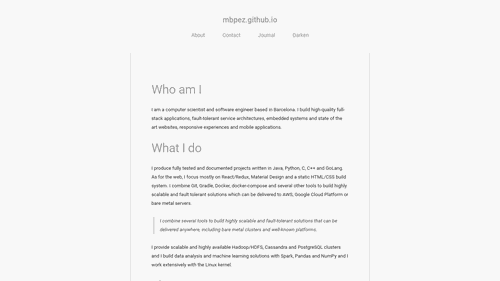 mbpez.github.io
About Contact Journal Darken
Who am I
I am a computer scientist and software engineer based in Barcelona. I build high-quality full-
stack applications, fault-tolerant service architectures, embedded systems and state of the
art websites, responsive experiences and mobile applications.
What I do
I produce fully tested and documented projects written in Java, Python, C, C++ and GoLang.
As for the web, I focus mostly on React/Redux, Material Design and a static HTML/CSS build
system. I combine Git, Gradle, Docker, docker-compose and several other tools to build highly
scalable and fault tolerant solutions which can be delivered to AWS, Google Cloud Platform or
bare metal servers.
I combine several tools to build highly scalable and fault-tolerant solutions that can be
delivered anywhere, including bare metal clusters and well-known platforms.
I provide scalable and highly available Hadoop/HDFS, Cassandra and PostgreSQL clusters
and I build data analysis and machine learning solutions with Spark, Pandas and NumPy and I
work extensively with the Linux kernel.